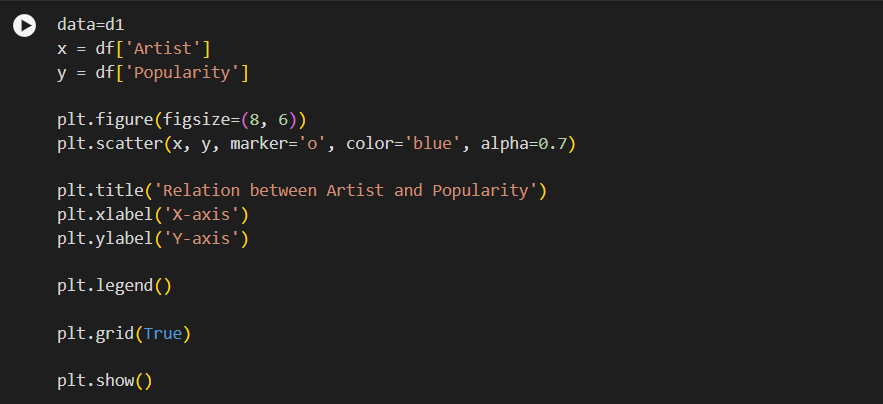 data=d1
x = df['Artist']
y = df['Popularity']
plt.figure(figsize=(8, 6))
plt.scatter(x, y, marker='o', color='blue', alpha=0.7)
plt.title('Relation between Artist and Popularity')
plt.xlabel('X-axis')
plt.ylabel('Y-axis')
plt.legend()
plt.grid(True)
plt.show()